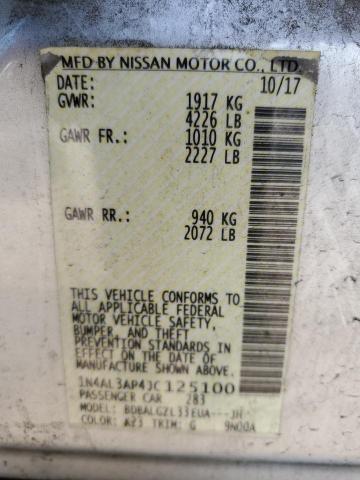 MFD BY NISSAN MOTOR CO., LTD.
DATE: 10/17
GVWR: 1917 KG
4226 LB
GAWR FR.: 1010 KG
2227 LB
GAWR RR.: 940 KG
2072 LB
THIS VEHICLE CONFORMS TO
ALL APPLICABLE FEDERAL
MOTOR VEHICLE SAFETY,
BUMPER, AND THEFT
PREVENTION STANDARDS IN
EFFECT ON THE DATE OF
MANUFACTURE SHOWN ABOVE.
1N4AL3AP4JC125100
PASSENGER CAR 283
MODEL: BDBALGZL33EUA---JH
COLOR: A23 TRIM: G 9N00A